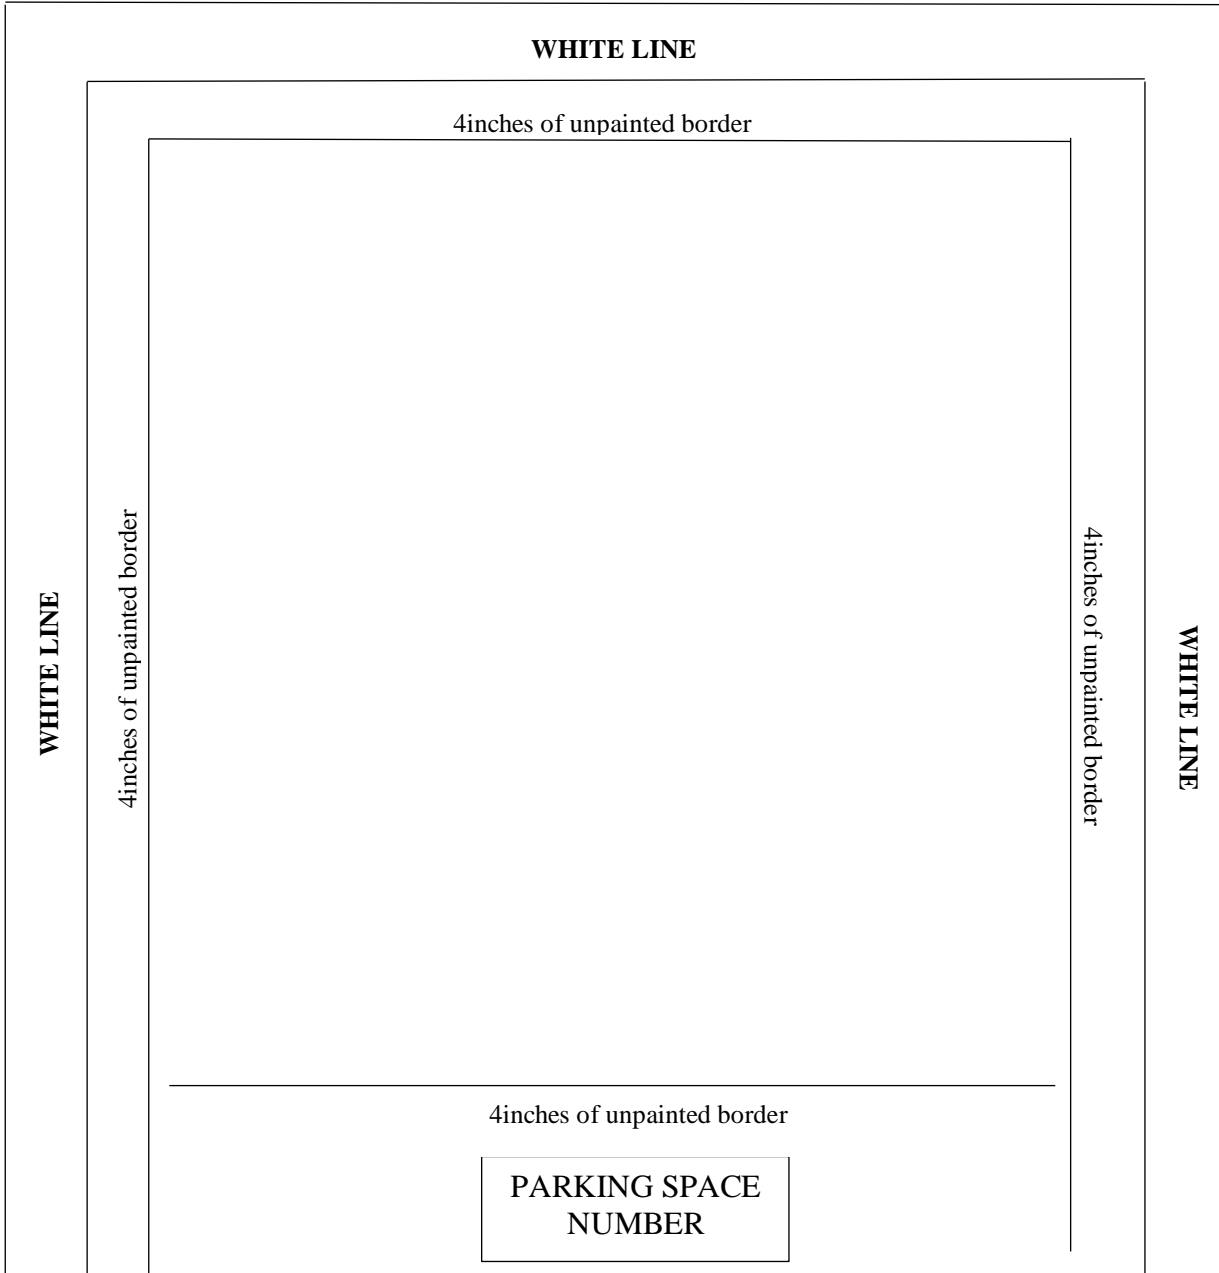 WHITE LINE
4inches of unpainted border
4inches of unpainted border
WHITE LINE
4inches of unpainted border
WHITE LINE
4inches of unpainted border
PARKING SPACE
NUMBER